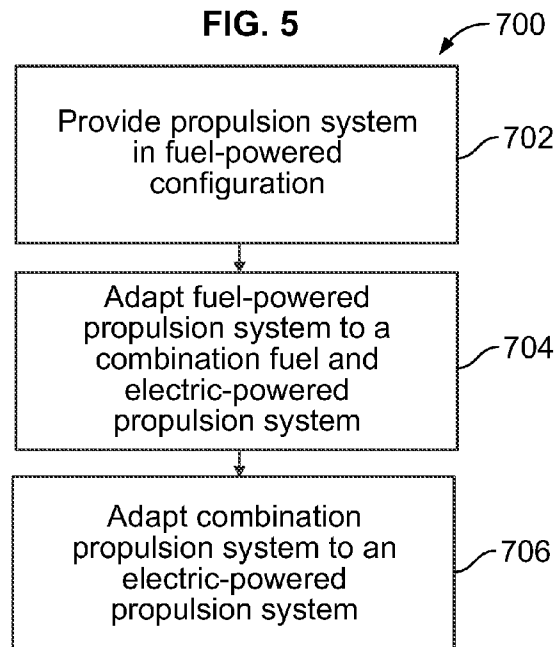 FIG. 5
700
Provide propulsion system
in fuel-powered
configuration
702
Adapt fuel-powered
propulsion system to a
combination fuel and
electric-powered
propulsion system
704
Adapt combination
propulsion system to an
electric-powered
propulsion system
706